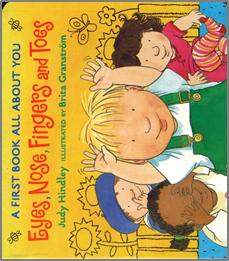 A FIRST BOOK ALL ABOUT YOU
Eyes, Nose, Fingers and Toes
Judy Hindley ILLUSTRATED BY Brita Granström